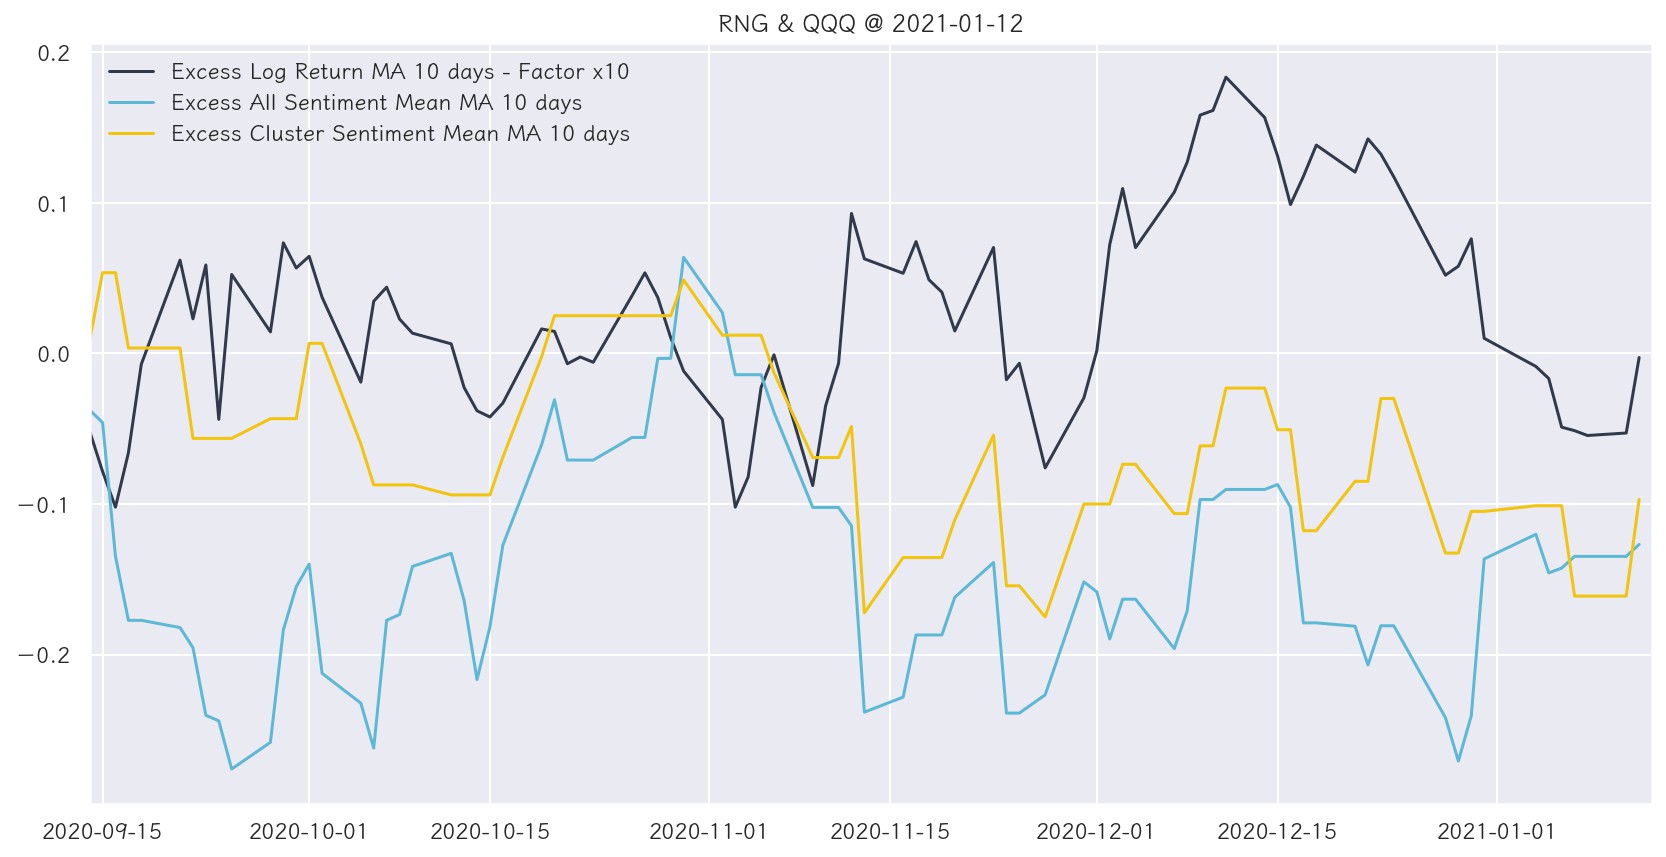 RNG & QQQ @ 2021-01-12
Excess Log Return MA 10 days - Factor x10
Excess All Sentiment Mean MA 10 days
Excess Cluster Sentiment Mean MA 10 days
0.2
0.1
0.0
−0.1
−0.2
2020-09-15 2020-10-01 2020-10-15 2020-11-01 2020-11-15 2020-12-01 2020-12-15 2021-01-01